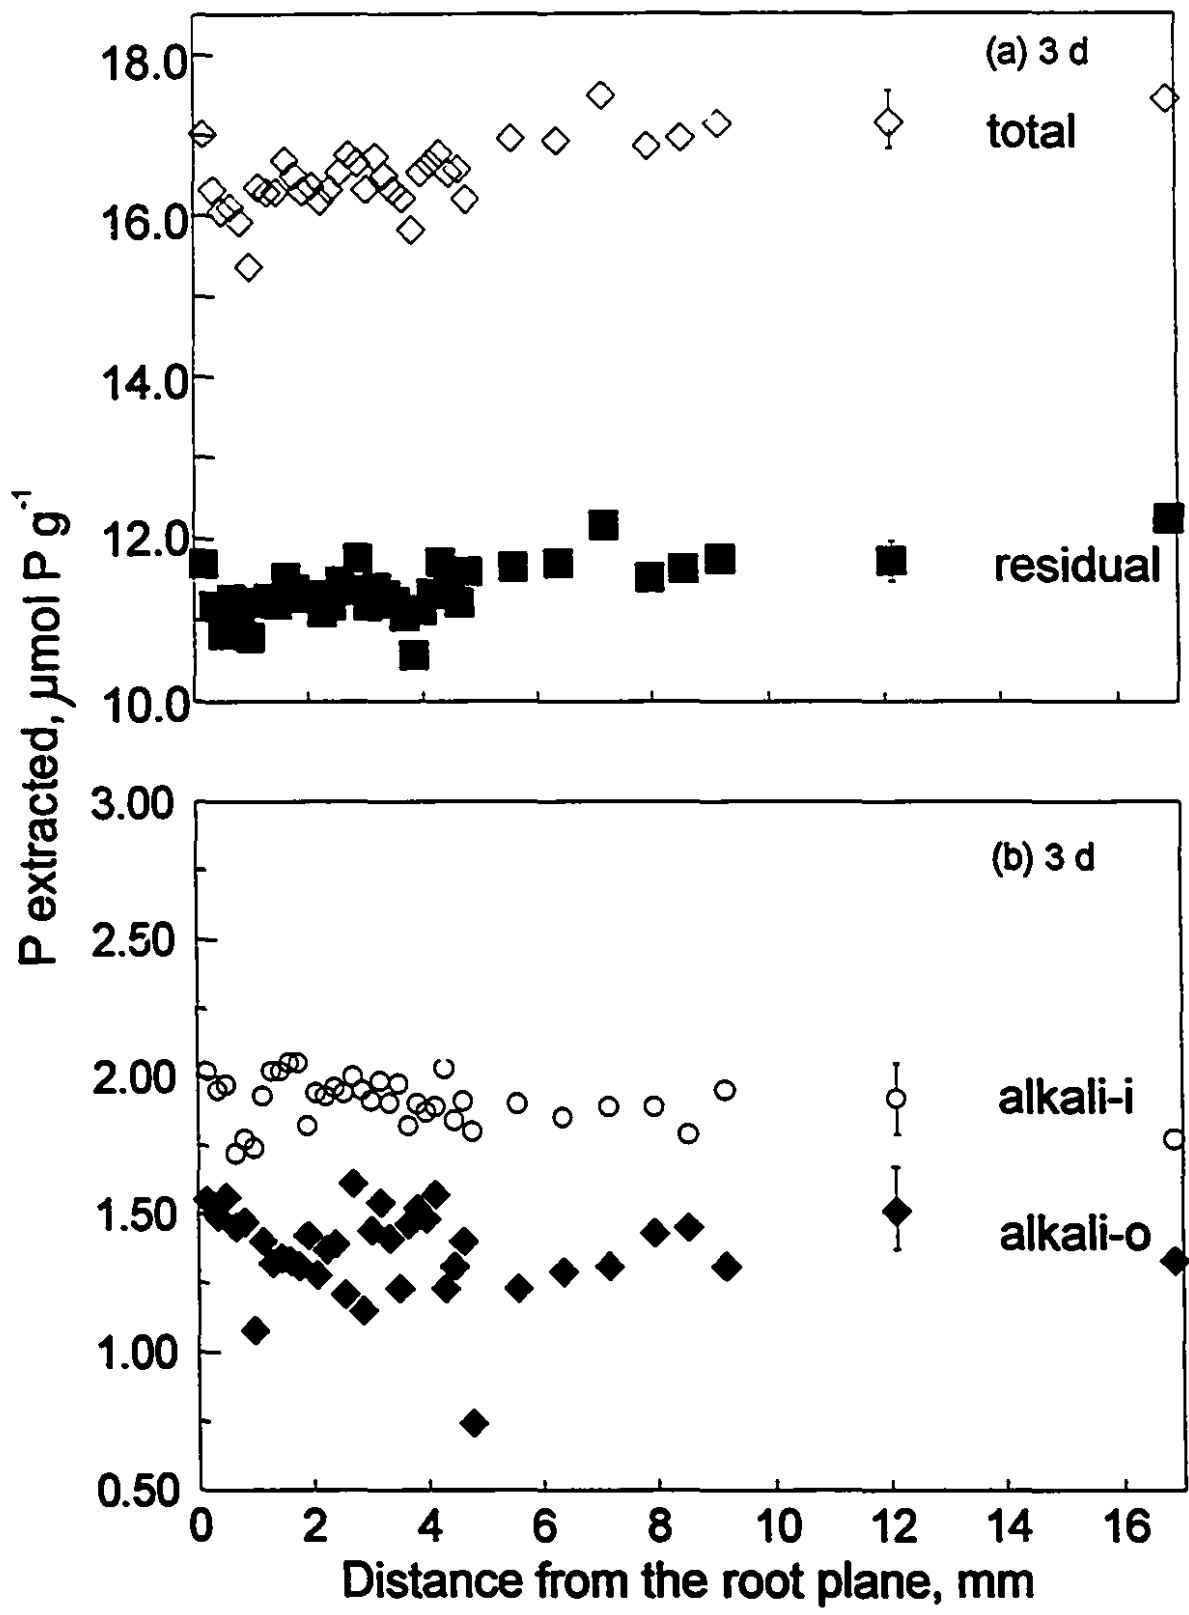 (a) 3 d
18.0
total
16.0
14.0
12.0
residual
10.0
P extracted, μmol P g⁻¹
3.00
(b) 3 d
2.50
2.00
alkali-i
1.50
alkali-o
1.00
0.50
0 2 4 6 8 10 12 14 16
Distance from the root plane, mm